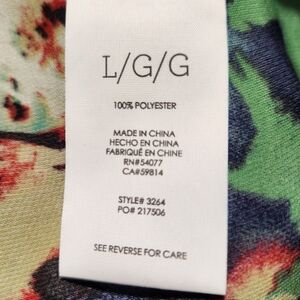 L/G/G
100% POLYESTER
MADE IN CHINA
HECHO EN CHINA
FABRIQUÉ EN CHINE
RN#54077
CA#59814
STYLE# 3264
PO# 217506
SEE REVERSE FOR CARE